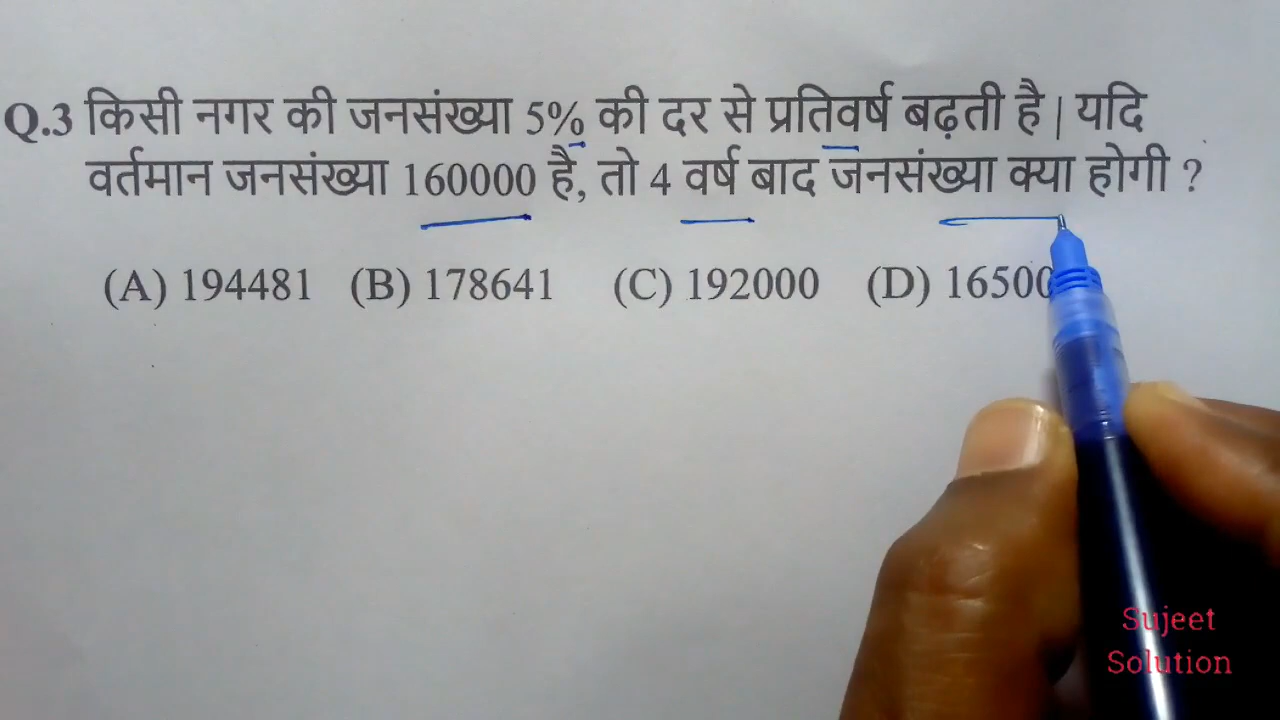 Q.3 किसी नगर की जनसंख्या 5% की दर से प्रतिवर्ष बढ़ती है | यदि
वर्तमान जनसंख्या 160000 है, तो 4 वर्ष बाद जनसंख्या क्या होगी ?
(A) 194481 (B) 178641 (C) 192000 (D)
Sujeet
Solution